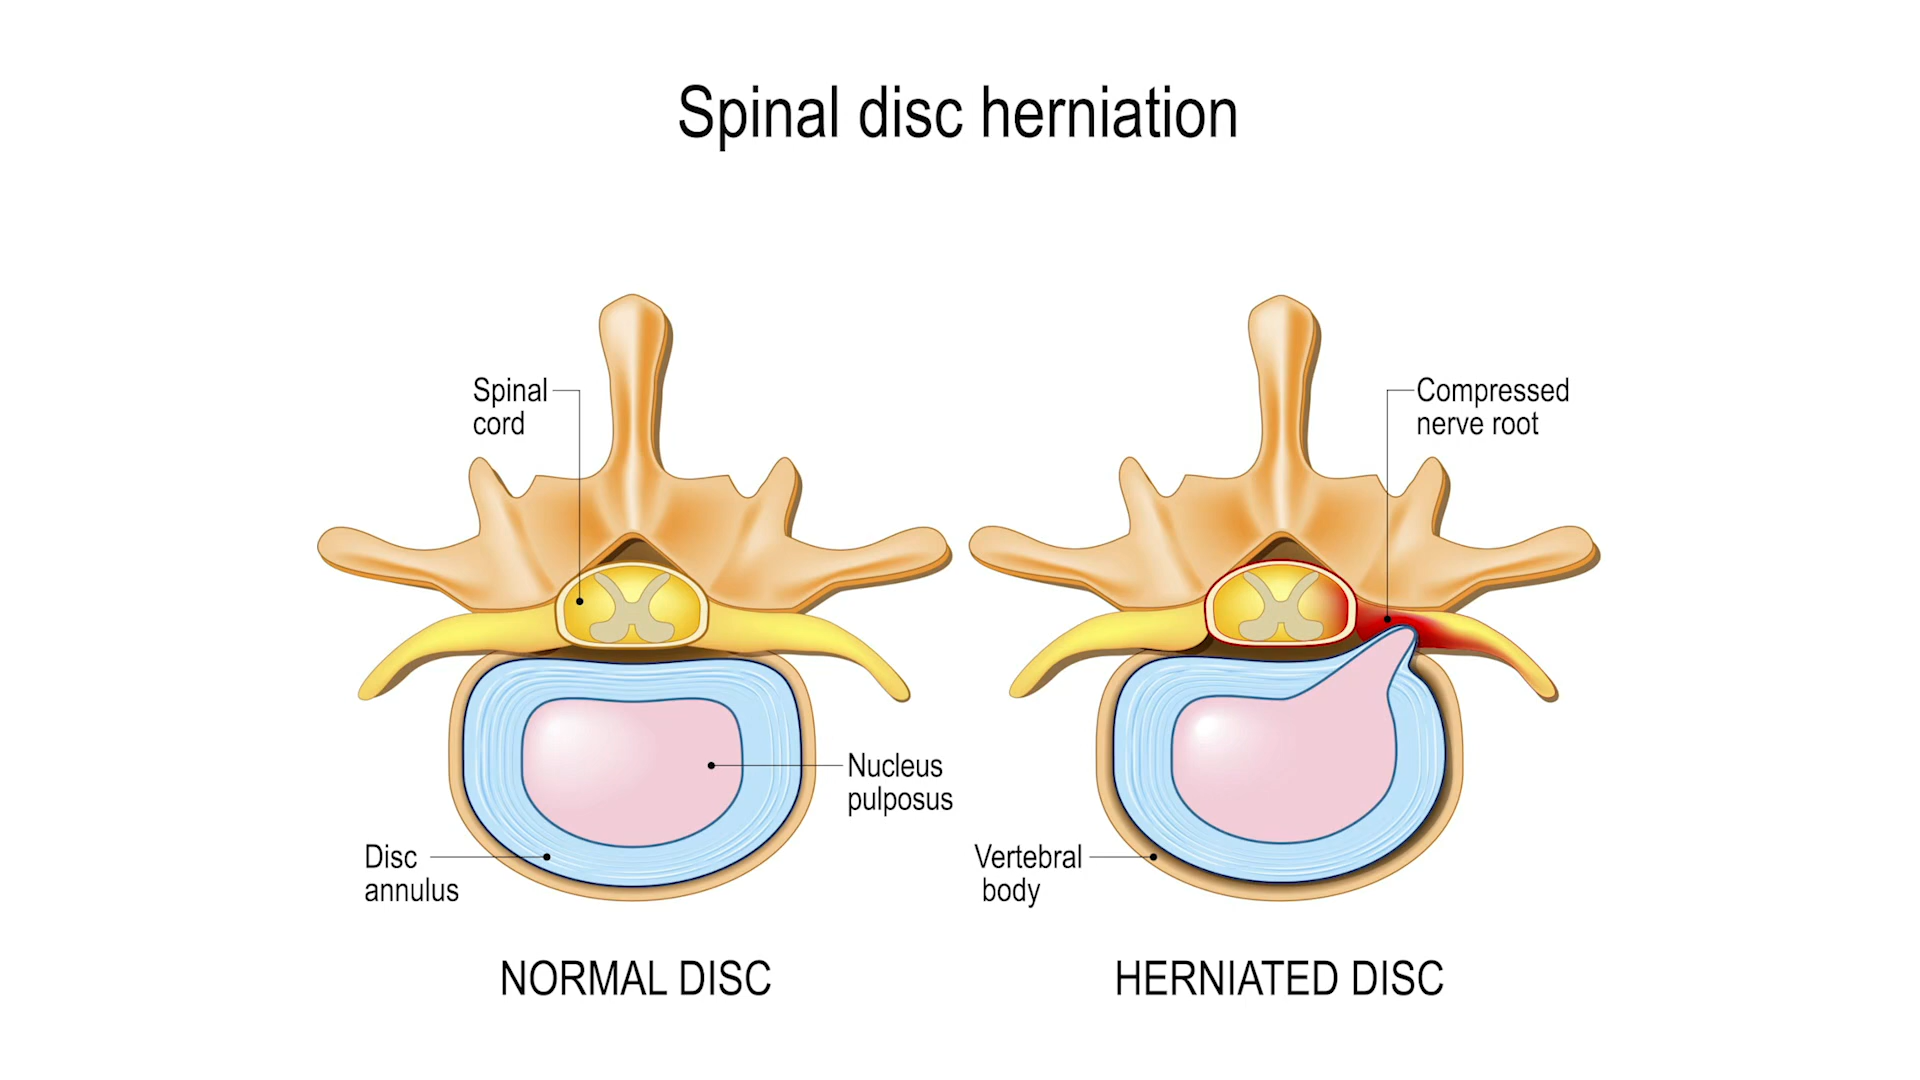 Spinal disc herniation
Spinal
cord
Compressed
nerve root
Nucleus
pulposus
Disc
annulus
Vertebral
body
NORMAL DISC
HERNIATED DISC